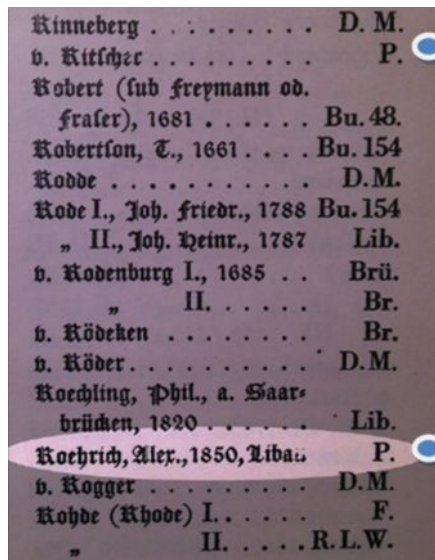 Rinneberg . . . . . . . . . D. M.
v. Ritscher . . . . . . . . . . P.
Robert (sub Freymann od.
Fraser), 1681 . . . . . . Bu. 48.
Robertson, T., 1661 . . . . Bu. 154
Rodde . . . . . . . . . . . D.M.
Rode I., Joh. Friedr., 1788 Bu. 154
„ II., Joh. Heinr., 1787 Lib.
v. Rodenburg I., 1685 . . Brü.
„ II. . . . . . . Br.
v. Rödeken . . . . . . . . Br.
v. Röder . . . . . . . . . . D.M.
Roechling, Phil., a. Saar-
brücken, 1820 . . . . . Lib.
Roehrich, Alex., 1850, Libau. P.
v. Rogger . . . . . . . . D.M.
Rohde (Rhode) I. . . . . . . F.
„ II. . . . . R. L. W.